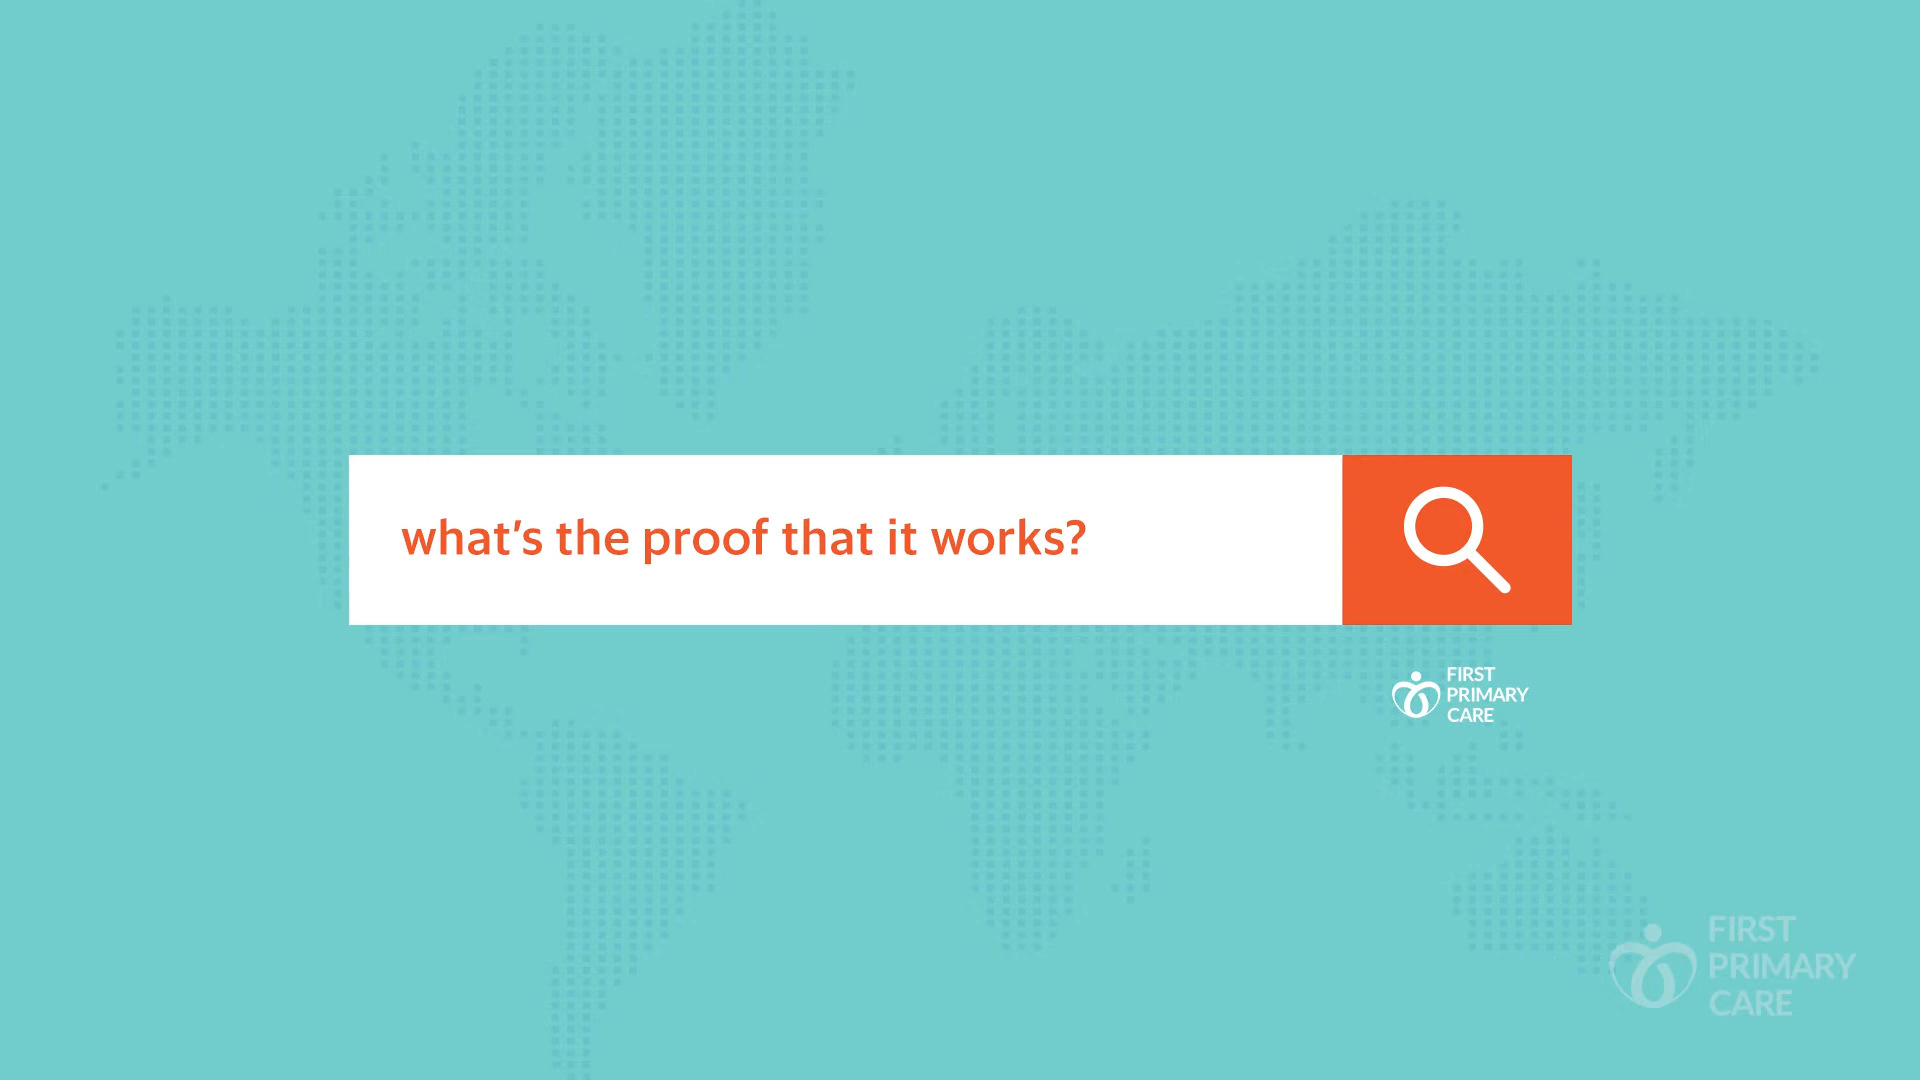 what's the proof that it works?
FIRST
PRIMARY
CARE
FIRST
PRIMARY
CARE